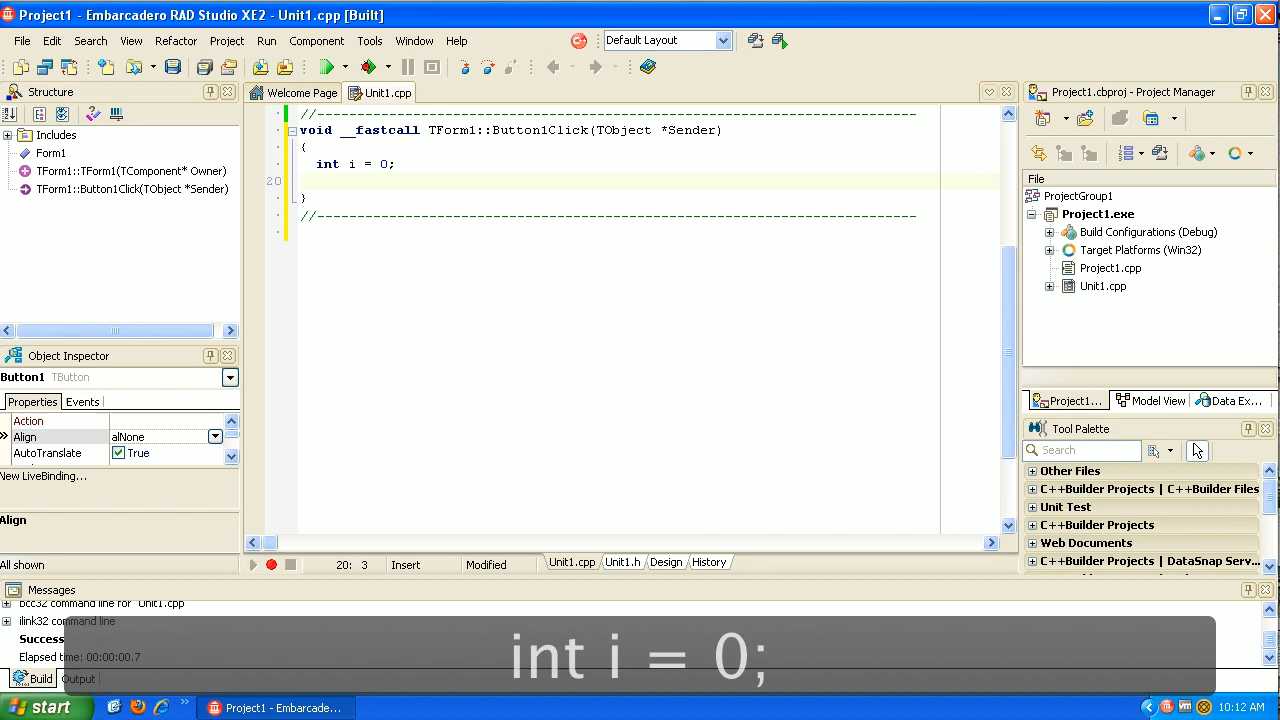 Project1 - Embarcadero RAD Studio XE2 - Unit1.cpp [Built]
File Edit Search View Refactor Project Run Component Tools Window Help
Default Layout
Structure
Includes
Form1
TForm1::TForm1(TComponent* Owner)
TForm1::Button1Click(TObject *Sender)
Object Inspector
Button1 TButton
Properties Events
Action
Align alNone
AutoTranslate True
New LiveBinding...
Align
All shown
Welcome Page Unit1.cpp
//---------------------------------------------------------------------------
void __fastcall TForm1::Button1Click(TObject *Sender)
{
int i = 0;
20
}
//---------------------------------------------------------------------------
20: 3 Insert Modified Unit1.cpp Unit1.h Design History
Project1.cbproj - Project Manager
File
ProjectGroup1
Project1.exe
Build Configurations (Debug)
Target Platforms (Win32)
Project1.cpp
Unit1.cpp
Project1... Model View Data Ex...
Tool Palette
Search
Other Files
C++Builder Projects | C++Builder Files
Unit Test
C++Builder Projects
Web Documents
C++Builder Projects | DataSnap Serv...
Messages
bcc32 command line for "Unit1.cpp"
ilink32 command line
Success
Elapsed time: 00:00:00.7
Build Output
int i = 0;
start Project1 - Embarcade... 10:12 AM